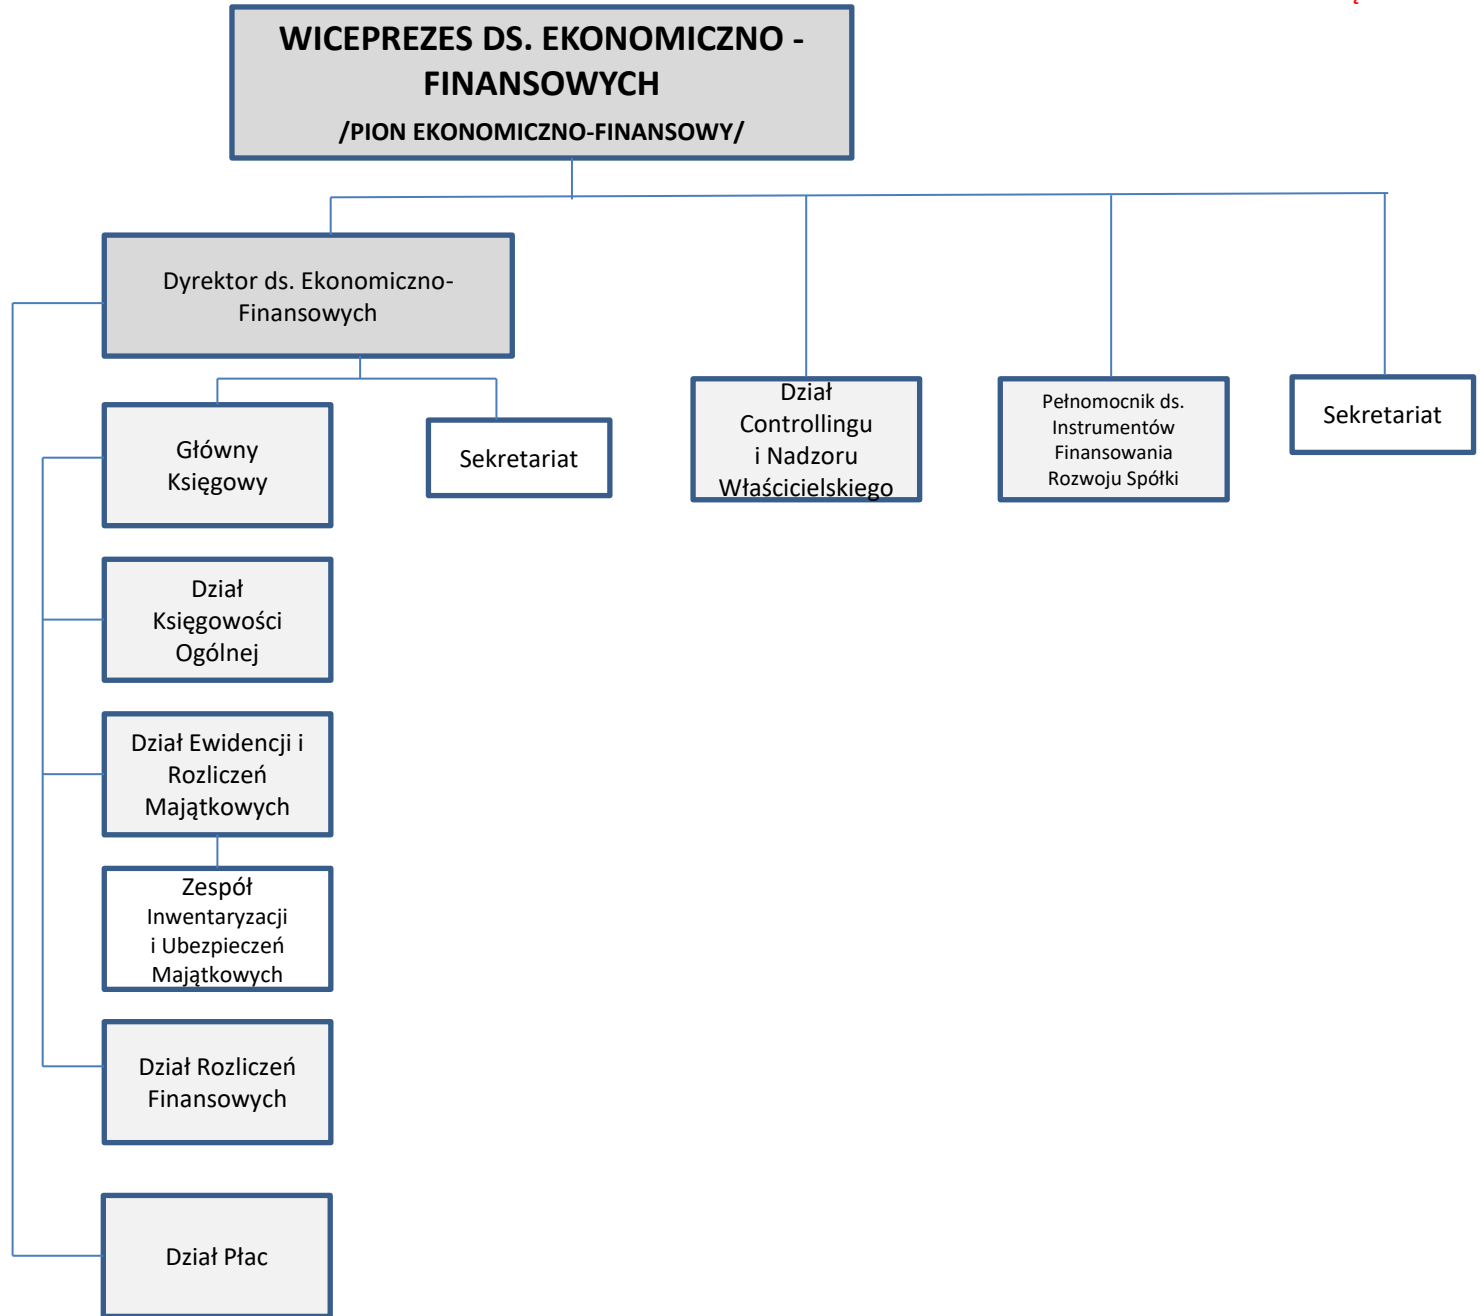 WICEPREZES DS. EKONOMICZNO -
FINANSOWYCH
/PION EKONOMICZNO-FINANSOWY/
Dyrektor ds. Ekonomiczno-
Finansowych
Główny
Księgowy
Sekretariat
Dział
Controllingu
i Nadzoru
Właścicielskiego
Pełnomocnik ds.
Instrumentów
Finansowania
Rozwoju Spółki
Sekretariat
Dział
Księgowości
Ogólnej
Dział Ewidencji i
Rozliczeń
Majątkowych
Zespół
Inwentaryzacji
i Ubezpieczeń
Majątkowych
Dział Rozliczeń
Finansowych
Dział Płac